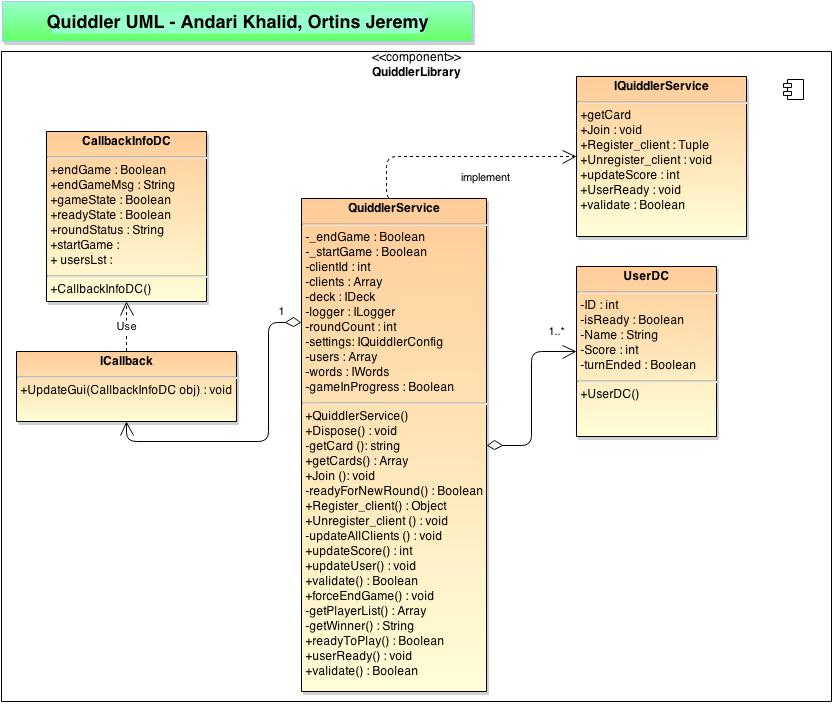 Quiddler UML - Andari Khalid, Ortins Jeremy
<<component>>
QuiddlerLibrary
CallbackInfoDC
+endGame : Boolean
+endGameMsg : String
+gameState : Boolean
+readyState : Boolean
+roundStatus : String
+startGame :
+ usersLst :
+CallbackInfoDC()
Use
ICallback
+UpdateGui(CallbackInfoDC obj) : void
1
QuiddlerService
-_endGame : Boolean
-_startGame : Boolean
-clientId : int
-clients : Array
-deck : IDeck
-logger : ILogger
-roundCount : int
-settings: IQuiddlerConfig
-users : Array
-words : IWords
-gameInProgress : Boolean
+QuiddlerService()
+Dispose() : void
-getCard (): string
+getCards() : Array
+Join (): void
-readyForNewRound() : Boolean
+Register_client() : Object
+Unregister_client () : void
-updateAllClients () : void
+updateScore() : int
+updateUser() : void
+validate() : Boolean
+forceEndGame() : void
-getPlayerList() : Array
-getWinner() : String
+readyToPlay() : Boolean
+userReady() : void
+validate() : Boolean
implement
IQuiddlerService
+getCard
+Join : void
+Register_client : Tuple
+Unregister_client : void
+updateScore : int
+UserReady : void
+validate : Boolean
1..*
UserDC
-ID : int
-isReady : Boolean
-Name : String
-Score : int
-turnEnded : Boolean
+UserDC()